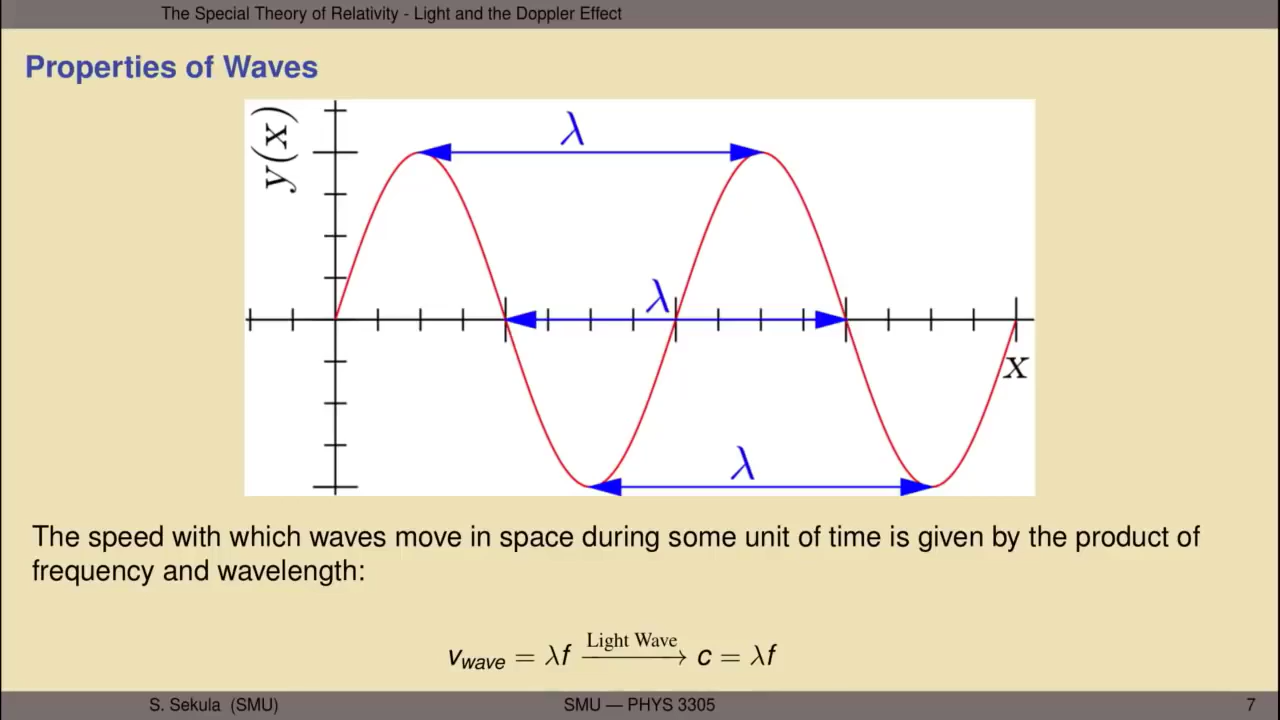 The Special Theory of Relativity - Light and the Doppler Effect
Properties of Waves
y(x)
λ
λ
x
λ
The speed with which waves move in space during some unit of time is given by the product of
frequency and wavelength:
Light Wave
v_wave = λf ⟶ c = λf
S. Sekula (SMU) SMU — PHYS 3305 7